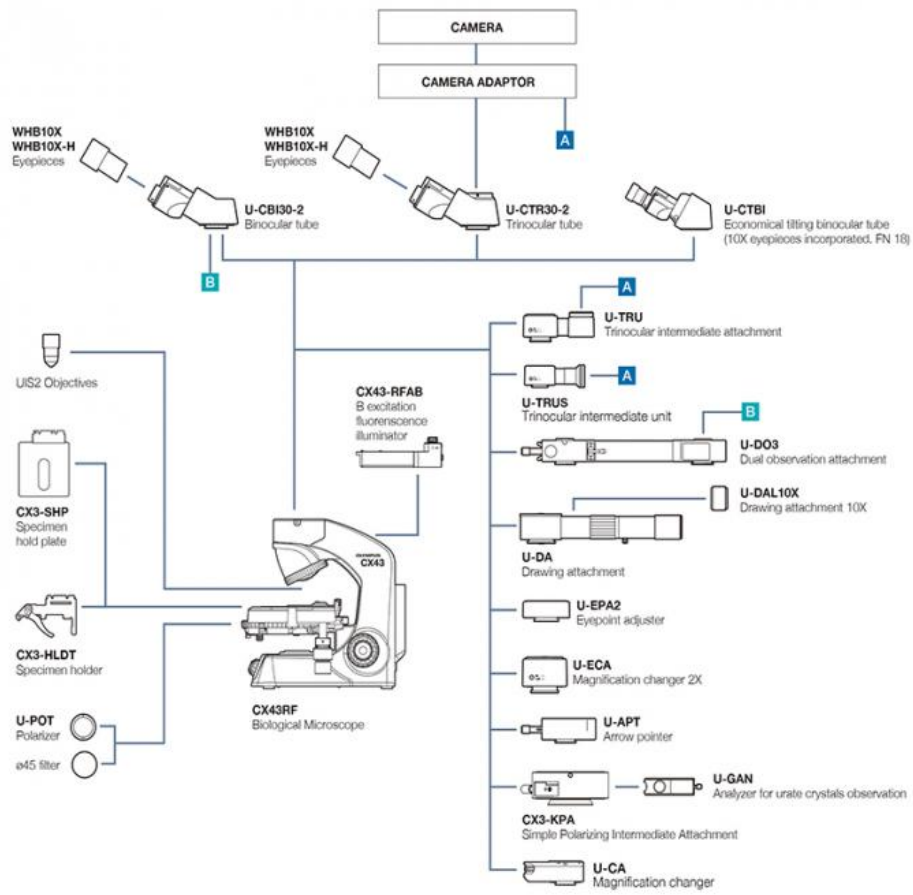 CAMERA
CAMERA ADAPTOR
A
WHB10X
WHB10X-H
Eyepieces
WHB10X
WHB10X-H
Eyepieces
U-CBI30-2
Binocular tube
U-CTR30-2
Trinocular tube
U-CTBI
Economical tilting binocular tube
(10X eyepieces incorporated. FN 18)
B
A
U-TRU
Trinocular intermediate attachment
UIS2 Objectives
A
U-TRUS
Trinocular intermediate unit
CX43-RFAB
B excitation
fluorenscence
illuminator
B
U-DO3
Dual observation attachment
CX3-SHP
Specimen
hold plate
U-DAL10X
Drawing attachment 10X
OLYMPUS
CX43
U-DA
Drawing attachment
U-EPA2
Eyepoint adjuster
CX3-HLDT
Specimen holder
U-ECA
Magnification changer 2X
CX43RF
Biological Microscope
U-POT
Polarizer
ø45 filter
U-APT
Arrow pointer
U-GAN
Analyzer for urate crystals observation
CX3-KPA
Simple Polarizing Intermediate Attachment
U-CA
Magnification changer